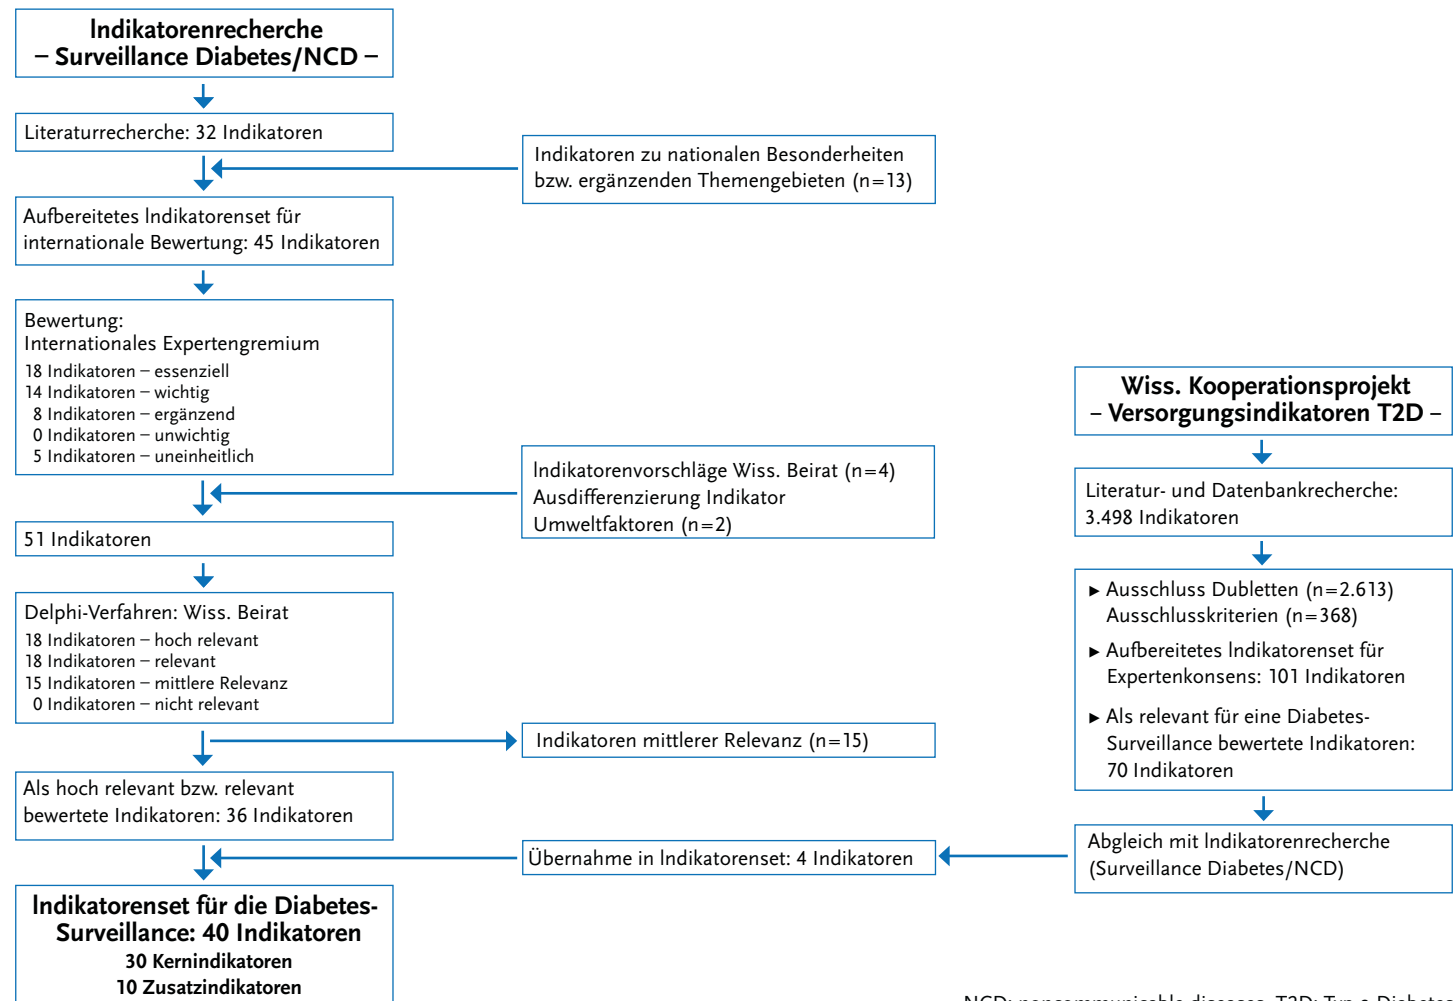 Indikatorenrecherche
– Surveillance Diabetes/NCD –
Literaturrecherche: 32 Indikatoren
Indikatoren zu nationalen Besonderheiten
bzw. ergänzenden Themengebieten (n=13)
Aufbereitetes Indikatorenset für
internationale Bewertung: 45 Indikatoren
Bewertung:
Internationales Expertengremium
18 Indikatoren – essenziell
14 Indikatoren – wichtig
8 Indikatoren – ergänzend
0 Indikatoren – unwichtig
5 Indikatoren – uneinheitlich
Indikatorenvorschläge Wiss. Beirat (n=4)
Ausdifferenzierung Indikator
Umweltfaktoren (n=2)
51 Indikatoren
Delphi-Verfahren: Wiss. Beirat
18 Indikatoren – hoch relevant
18 Indikatoren – relevant
15 Indikatoren – mittlere Relevanz
0 Indikatoren – nicht relevant
Indikatoren mittlerer Relevanz (n=15)
Als hoch relevant bzw. relevant
bewertete Indikatoren: 36 Indikatoren
Wiss. Kooperationsprojekt
– Versorgungsindikatoren T2D –
Literatur- und Datenbankrecherche:
3.498 Indikatoren
► Ausschluss Dubletten (n=2.613)
Ausschlusskriterien (n=368)
► Aufbereitetes Indikatorenset für
Expertenkonsens: 101 Indikatoren
► Als relevant für eine Diabetes-
Surveillance bewertete Indikatoren:
70 Indikatoren
Abgleich mit Indikatorenrecherche
(Surveillance Diabetes/NCD)
Übernahme in Indikatorenset: 4 Indikatoren
Indikatorenset für die Diabetes-
Surveillance: 40 Indikatoren
30 Kernindikatoren
10 Zusatzindikatoren
NCD: noncommunicable diseases, T2D: Typ-2-Diabetes